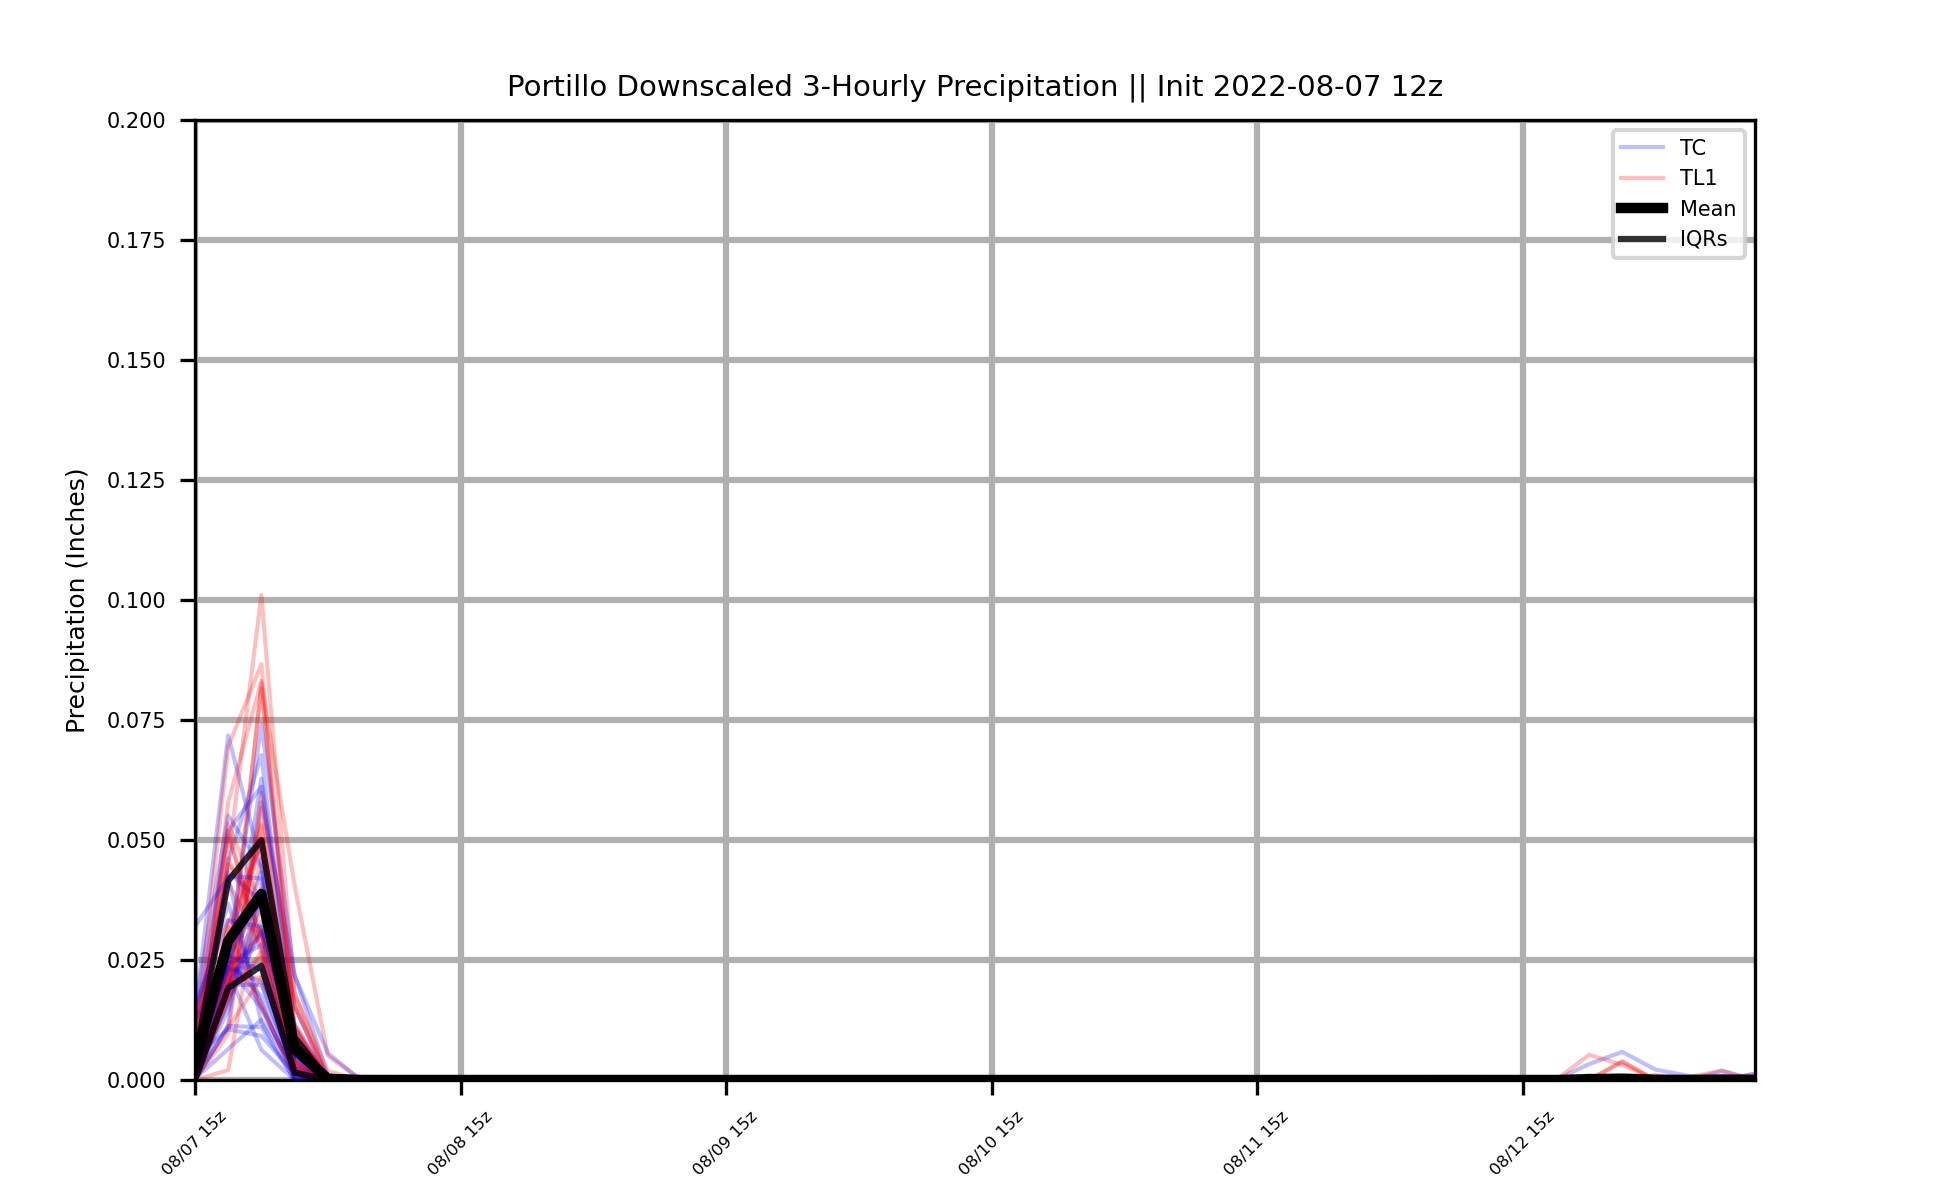 Portillo Downscaled 3-Hourly Precipitation || Init 2022-08-07 12z
0.200
0.175
0.150
0.125
0.100
0.075
0.050
0.025
0.000
Precipitation (Inches)
TC
TL1
Mean
IQRs
08/07 15z
08/08 15z
08/09 15z
08/10 15z
08/11 15z
08/12 15z